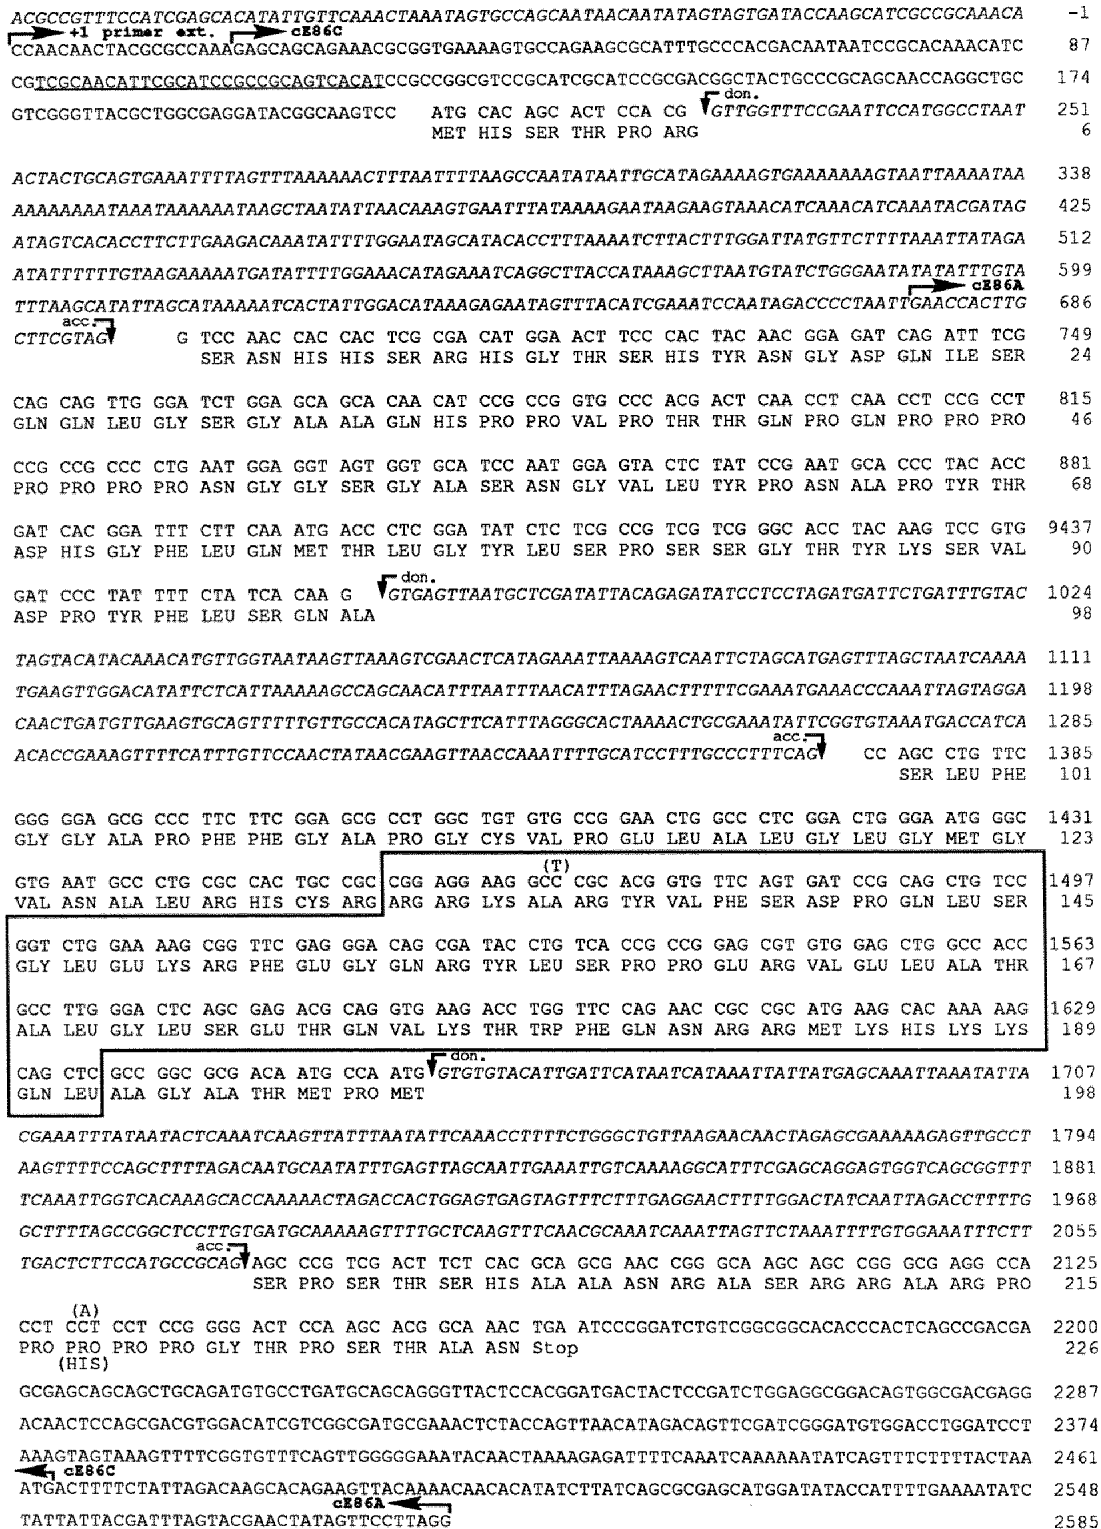 ACGCCGTTTCCATCGAGCACATATTGTTCAAACTAAATAGTGCCAGCAATAACAATATAGTAGTGATACCAAGCATCGCCGCAAACA -1
+1 primer ext. cE86C
CCAACAACTACGCGCCAAAGAGCAGCAGAAACGCGGTGAAAAGTGCCAGAAGCGCATTTGCCCACGACAATAATCCGCACAAACATC 87
CGTCGCAACATTCGCATCCGCCGCAGTCACATCCGCCGGCGTCCGCATCGCATCCGCGACGGCTACTGCCCGCAGCAACCAGGCTGC 174
don.
GTCGGGTTACGCTGGCGAGGATACGGCAAGTCC ATG CAC AGC ACT CCA CG GTTGGTTTCCGAATTCCATGGCCTAAT 251
MET HIS SER THR PRO ARG 6
ACTACTGCAGTGAAATTTTAGTTTAAAAAACTTTAATTTTAAGCCAATATAATTGCATAGAAAAGTGAAAAAAAGTAATTAAAATAA 338
AAAAAAAATAAATAAAAAATAAGCTAATATTAACAAAGTGAATTTATAAAAGAATAAGAAGTAAACATCAAACATCAAATACGATAG 425
ATAGTCACACCTTCTTGAAGACAAATATTTTGGAATAGCATACACCTTTAAAATCTTACTTTGGATTATGTTCTTTTAAATTATAGA 512
ATATTTTTTGTAAGAAAAATGATATTTTGGAAACATAGAAATCAGGCTTACCATAAAGCTTAATGTATCTGGGAATATATATTTGTA 599
cE86A
TTTAAGCATATTAGCATAAAAATCACTATTGGACATAAAGAGAATAGTTTACATCGAAATCCAATAGACCCCTAATTGAACCACTTG 686
acc.
CTTCGTAG G TCC AAC CAC CAC TCG CGA CAT GGA ACT TCC CAC TAC AAC GGA GAT CAG ATT TCG 749
SER ASN HIS HIS SER ARG HIS GLY THR SER HIS TYR ASN GLY ASP GLN ILE SER 24
CAG CAG TTG GGA TCT GGA GCA GCA CAA CAT CCG CCG GTG CCC ACG ACT CAA CCT CAA CCT CCG CCT 815
GLN GLN LEU GLY SER GLY ALA ALA GLN HIS PRO PRO VAL PRO THR THR GLN PRO GLN PRO PRO PRO 46
CCG CCG CCC CTG AAT GGA GGT AGT GGT GCA TCC AAT GGA GTA CTC TAT CCG AAT GCA CCC TAC ACC 881
PRO PRO PRO PRO ASN GLY GLY SER GLY ALA SER ASN GLY VAL LEU TYR PRO ASN ALA PRO TYR THR 68
GAT CAC GGA TTT CTT CAA ATG ACC CTC GGA TAT CTC TCG CCG TCG TCG GGC ACC TAC AAG TCC GTG 9437
ASP HIS GLY PHE LEU GLN MET THR LEU GLY TYR LEU SER PRO SER SER GLY THR TYR LYS SER VAL 90
don.
GAT CCC TAT TTT CTA TCA CAA G GTGAGTTAATGCTCGATATTACAGAGATATCCTCCTAGATGATTCTGATTTGTAC 1024
ASP PRO TYR PHE LEU SER GLN ALA 98
TAGTACATACAAACATGTTGGTAATAAGTTAAAGTCGAACTCATAGAAATTAAAAGTCAATTCTAGCATGAGTTTAGCTAATCAAAA 1111
TGAAGTTGGACATATTCTCATTAAAAAGCCAGCAACATTTAATTTAACATTTAGAACTTTTTCGAAATGAAACCCAAATTAGTAGGA 1198
CAACTGATGTTGAAGTGCAGTTTTTGTTGCCACATAGCTTCATTTAGGGCACTAAAACTGCGAAATATTCGGTGTAAATGACCATCA 1285
acc.
ACACCGAAAGTTTTCATTTGTTCCAACTATAACGAAGTTAACCAAATTTTGCATCCTTTGCCCTTTCAG CC AGC CTG TTC 1385
SER LEU PHE 101
GGG GGA GCG CCC TTC TTC GGA GCG CCT GGC TGT GTG CCG GAA CTG GCC CTC GGA CTG GGA ATG GGC 1431
GLY GLY ALA PRO PHE PHE GLY ALA PRO GLY CYS VAL PRO GLU LEU ALA LEU GLY LEU GLY MET GLY 123
(T)
GTG AAT GCC CTG CGC CAC TGC CGC CGG AGG AAG GCC CGC ACG GTG TTC AGT GAT CCG CAG CTG TCC 1497
VAL ASN ALA LEU ARG HIS CYS ARG ARG ARG LYS ALA ARG TYR VAL PHE SER ASP PRO GLN LEU SER 145
GGT CTG GAA AAG CGG TTC GAG GGA CAG CGA TAC CTG TCA CCG CCG GAG CGT GTG GAG CTG GCC ACC 1563
GLY LEU GLU LYS ARG PHE GLU GLY GLN ARG TYR LEU SER PRO PRO GLU ARG VAL GLU LEU ALA THR 167
GCC TTG GGA CTC AGC GAG ACG CAG GTG AAG ACC TGG TTC CAG AAC CGC CGC ATG AAG CAC AAA AAG 1629
ALA LEU GLY LEU SER GLU THR GLN VAL LYS THR TRP PHE GLN ASN ARG ARG MET LYS HIS LYS LYS 189
don.
CAG CTC GCC GGC GCG ACA ATG CCA ATG GTGTGTACATTGATTCATAATCATAAATTATTATGAGCAAATTAAATATTA 1707
GLN LEU ALA GLY ALA THR MET PRO MET 198
CGAAATTTATAATACTCAAATCAAGTTATTTAATATTCAAACCTTTTCTGGGCTGTTAAGAACAACTAGAGCGAAAAAGAGTTGCCT 1794
AAGTTTTCCAGCTTTTAGACAATGCAATATTTGAGTTAGCAATTGAAATTGTCAAAAGGCATTTCGAGCAGGAGTGGTCAGCGGTTT 1881
TCAAATTGGTCACAAAGCACCAAAAACTAGACCACTGGAGTGAGTAGTTTCTTTGAGGAACTTTTGGACTATCAATTAGACCTTTTG 1968
GCTTTTAGCCGGCTCCTTGTGATGCAAAAAGTTTTGCTCAAGTTTCAACGCAAATCAAATTAGTTCTAAATTTTGTGGAAATTTCTT 2055
acc.
TGACTCTTCCATGCCCGCAG AGC CCG TCG ACT TCT CAC GCA GCG AAC CGG GCA AGC AGC CGG GCG AGG CCA 2125
SER PRO SER THR SER HIS ALA ALA ASN ARG ALA SER ARG ARG ALA ARG PRO 215
(A)
CCT CCT CCT CCG GGG ACT CCA AGC ACG GCA AAC TGA ATCCCGGATCTGTCGGCGGCACACCCACTCAGCCGACGA 2200
PRO PRO PRO PRO GLY THR PRO SER THR ALA ASN Stop 226
(HIS)
GCGAGCAGCAGCTGCAGATGTGCCTGATGCAGCAGGGTTACTCCACGGATGACTACTCCGATCTGGAGGCGGACAGTGGCGACGAGG 2287
ACAACTCCAGCGACGTGGACATCGTCGGCGATGCGAAACTCTACCAGTTAACATAGACAGTTCGATCGGGATGTGGACCTGGATCCT 2374
AAAGTAGTAAAGTTTTCGGTGTTTCAGTTGGGGGAAATACAACTAAAAGAGATTTTCAAATCAAAAAATATCAGTTTCTTTTACTAA 2461
cE86C
ATGACTTTTCTATTAGACAAGCACAGAAGTTACAAAACAACACATATCTTATCAGCGCGAGCATGGATATACCATTTTGAAAATATC 2548
cE86A
TATTATTACGATTTAGTACGAACTATAGTTCCTTAGG 2585